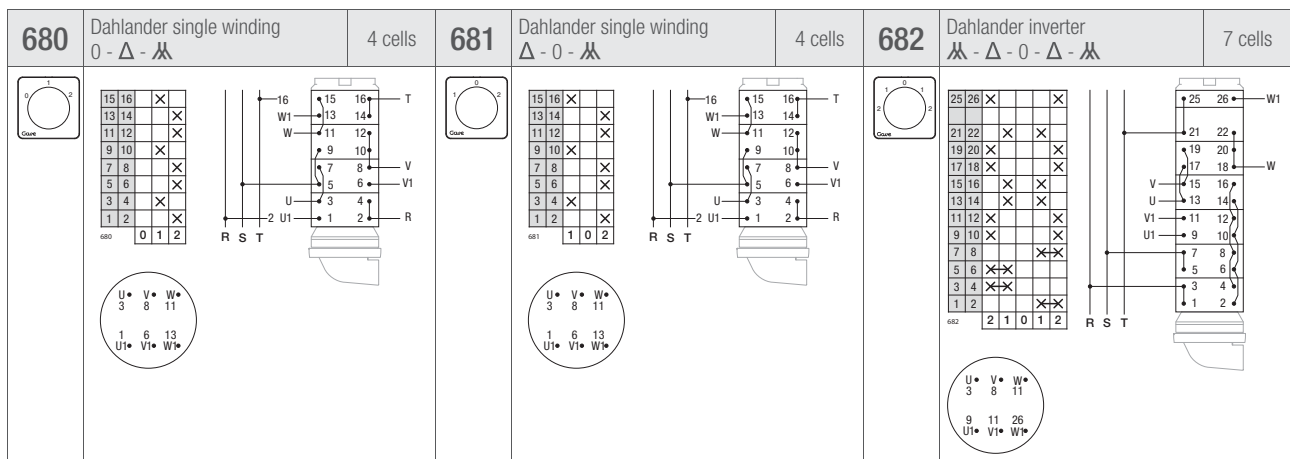 680
Dahlander single winding
0 - Δ -
4 cells
0 1 2
Gave
15 16 X
13 14 X
11 12 X
9 10 X
7 8 X
5 6 X
3 4 X
1 2 X
680 0 1 2
R S T
16 15 16 T
W1 13 14
W 11 12
9 10
7 8 V
5 6 V1
U 3 4
2 U1 1 2 R
U V W
3 8 11
1 6 13
U1 V1 W1
681
Dahlander single winding
Δ - 0 -
4 cells
1 0 2
Gave
15 16 X
13 14 X
11 12 X
9 10 X
7 8 X
5 6 X
3 4 X
1 2 X
681 1 0 2
R S T
16 15 16 T
W1 13 14
W 11 12
9 10
7 8 V
5 6 V1
U 3 4
2 U1 1 2 R
U V W
3 8 11
1 6 13
U1 V1 W1
682
Dahlander inverter
- Δ - 0 - Δ -
7 cells
2 1 0 1 2
Gave
25 26 X X
21 22 X X
19 20 X X
17 18 X X
15 16 X X
13 14 X X
11 12 X X
9 10 X X
7 8 X X
5 6 X X
3 4 X X
1 2 X X
682 2 1 0 1 2
R S T
25 26 W1
21 22
19 20
17 18 W
V 15 16
U 13 14
V1 11 12
U1 9 10
7 8
5 6
3 4
1 2
U V W
3 8 11
9 11 26
U1 V1 W1